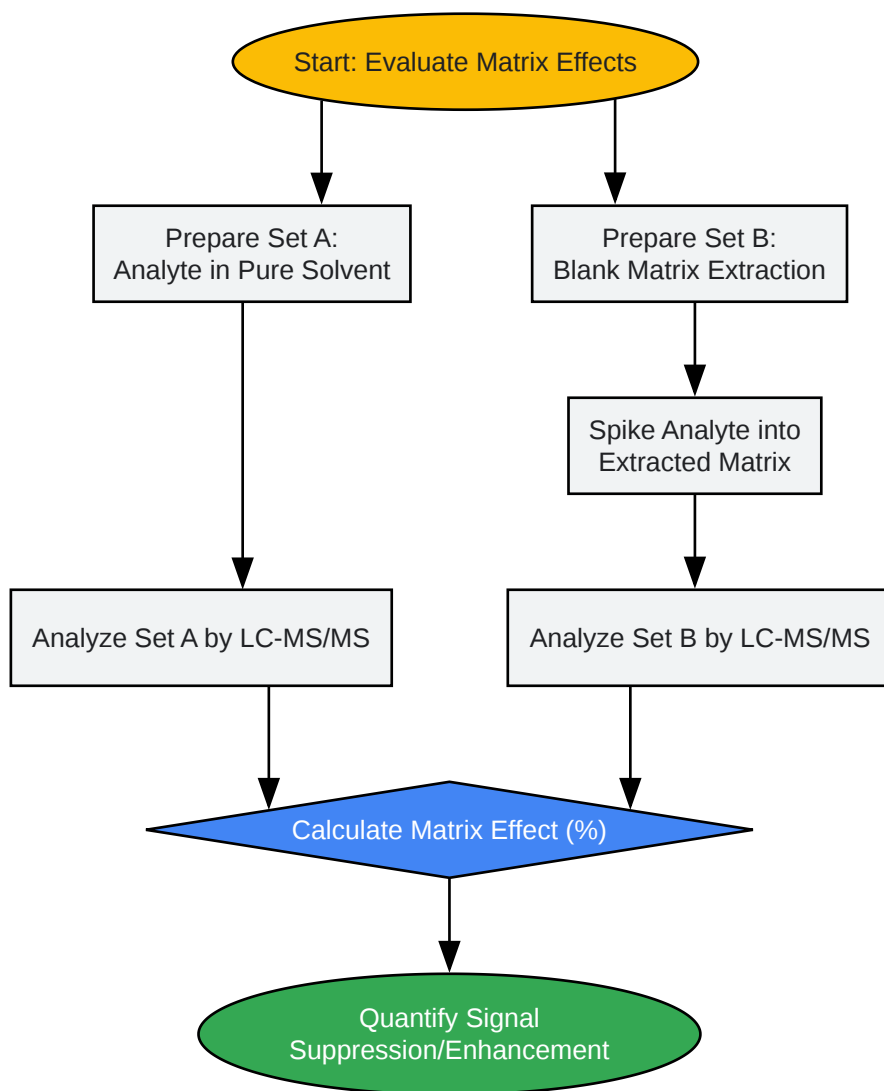 Start: Evaluate Matrix Effects
Prepare Set A:
Analyte in Pure Solvent
Prepare Set B:
Blank Matrix Extraction
Spike Analyte into
Extracted Matrix
Analyze Set A by LC-MS/MS
Analyze Set B by LC-MS/MS
Calculate Matrix Effect (%)
Quantify Signal
Suppression/Enhancement